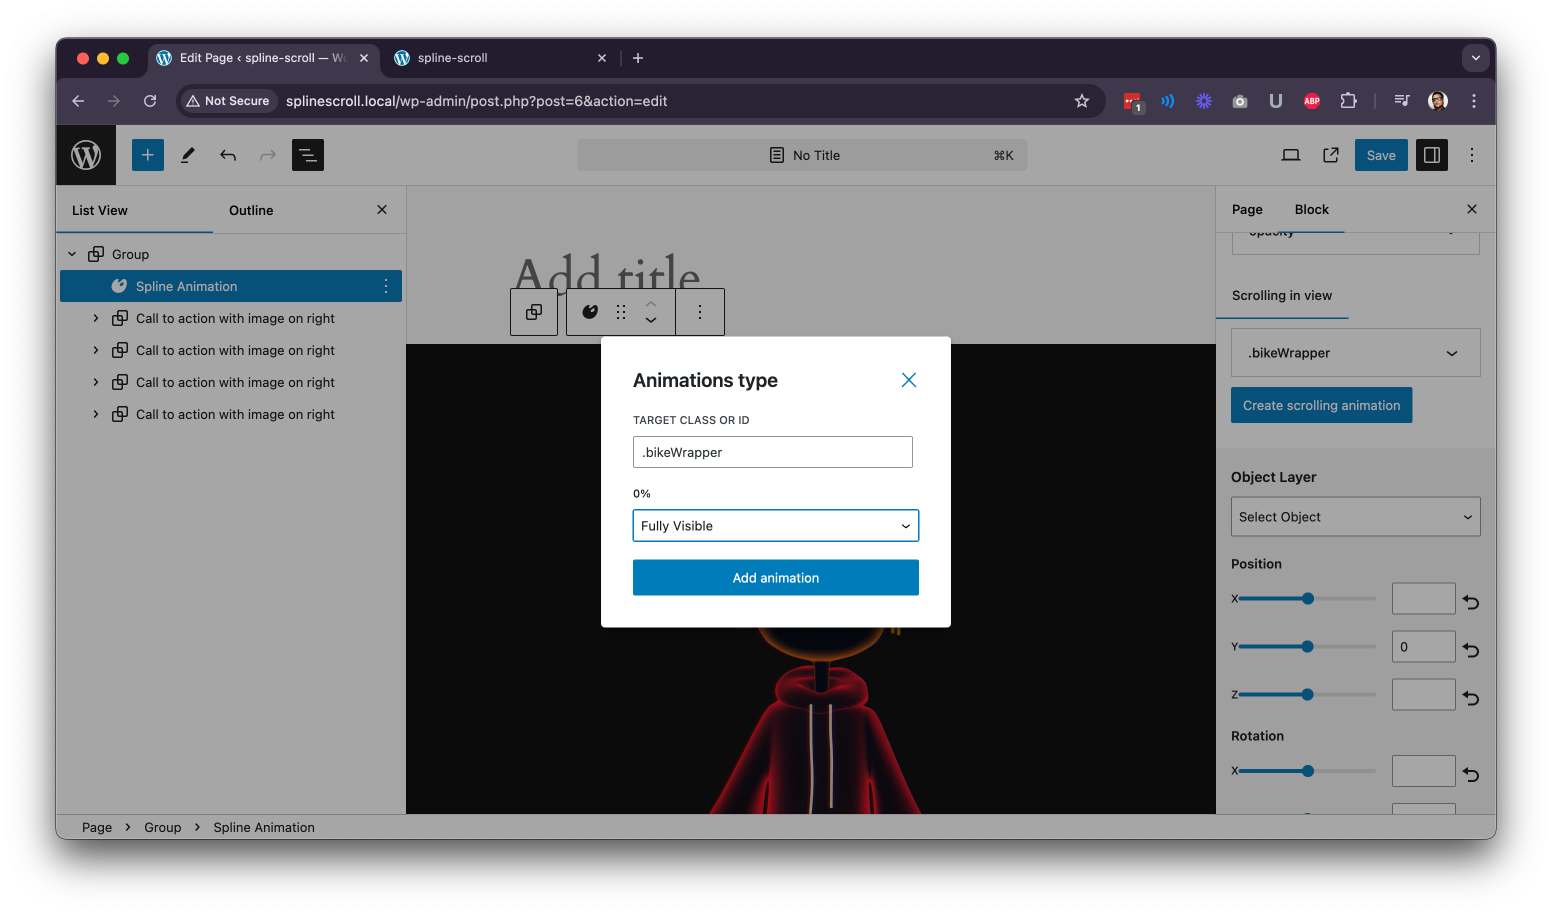 Edit Page ‹ spline-scroll — Wo
spline-scroll
Not Secure
splinescroll.local/wp-admin/post.php?post=6&action=edit
1
U
ABP
No Title
⌘K
Save
List View
Outline
Page
Block
opacity
Group
Spline Animation
Call to action with image on right
Call to action with image on right
Call to action with image on right
Call to action with image on right
Add title
Scrolling in view
.bikeWrapper
Create scrolling animation
Animations type
TARGET CLASS OR ID
.bikeWrapper
0%
Fully Visible
Add animation
Object Layer
Select Object
Position
X
Y
0
Z
Rotation
X
Page
Group
Spline Animation